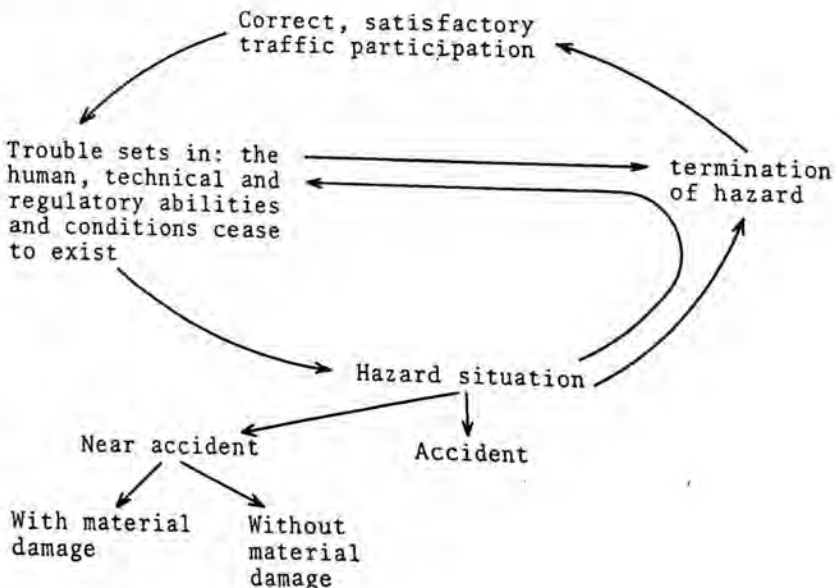 Correct, satisfactory
traffic participation
Trouble sets in: the
human, technical and
regulatory abilities
and conditions cease
to exist
termination
of hazard
Hazard situation
Near accident
Accident
With material
damage
Without
material
damage